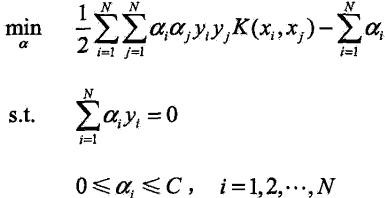 min_α 1/2 ∑_{i=1}^{N} ∑_{j=1}^{N} α_i α_j y_i y_j K(x_i, x_j) − ∑_{i=1}^{N} α_i
s.t. ∑_{i=1}^{N} α_i y_i = 0
0 ⩽ α_i ⩽ C , i = 1, 2, ⋯, N